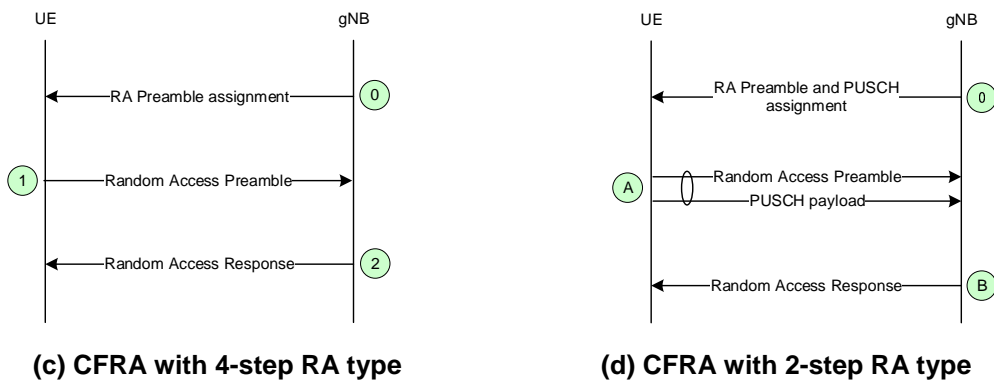 UE
gNB
RA Preamble assignment
0
1
Random Access Preamble
Random Access Response
2
(c) CFRA with 4-step RA type
UE
gNB
RA Preamble and PUSCH
assignment
0
A
Random Access Preamble
PUSCH payload
Random Access Response
B
(d) CFRA with 2-step RA type